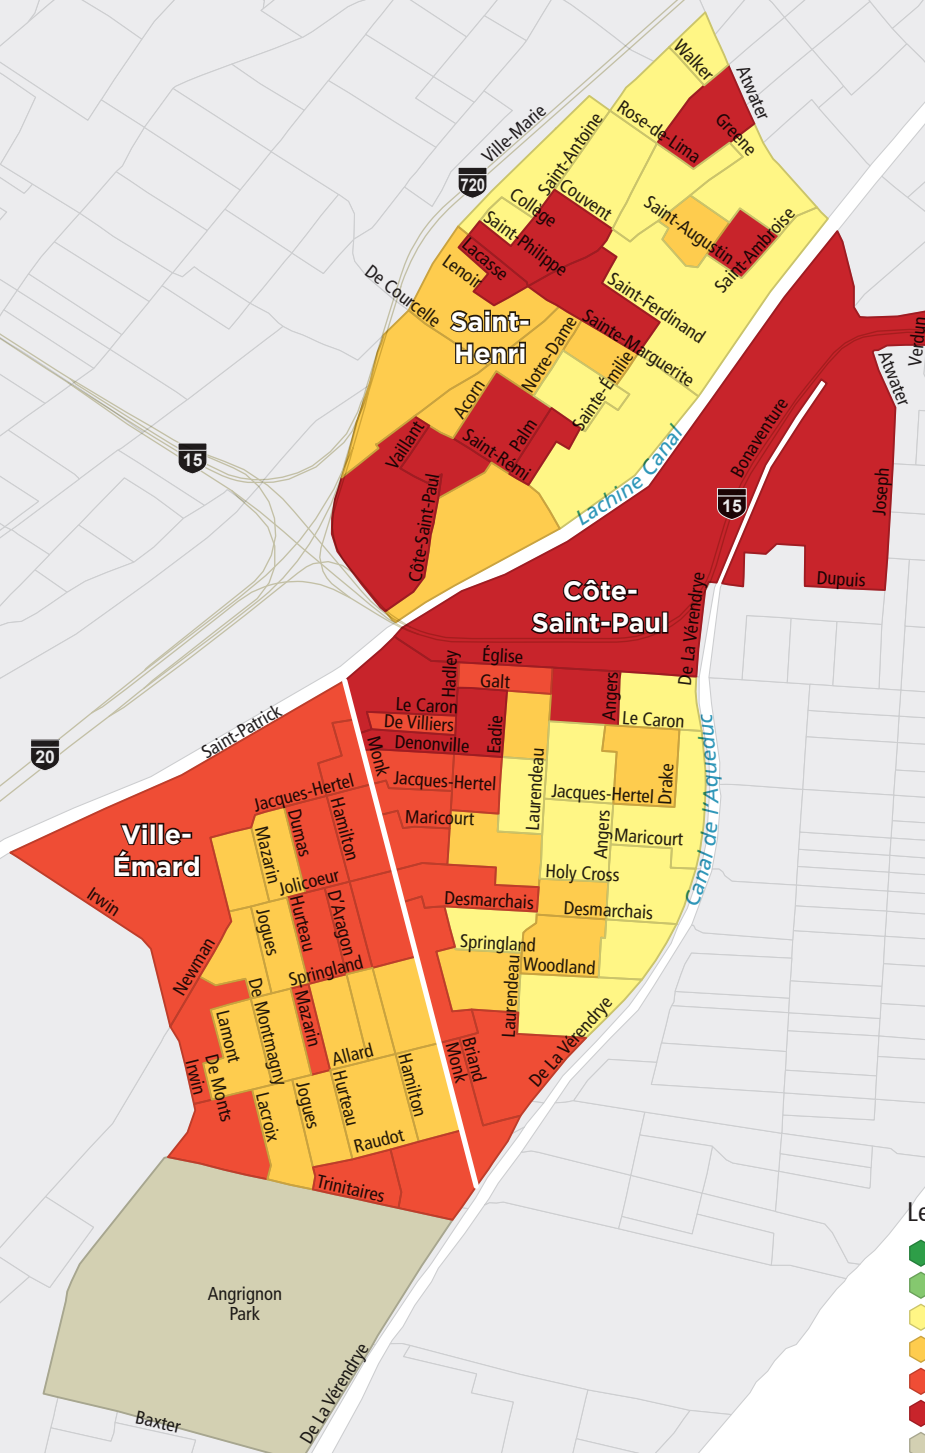 Walker
Atwater
Ville-Marie
Rose-de-Lima
Greene
Saint-Antoine
720
Couvent
Collège
Saint-Augustin
Saint-Philippe
Saint-Ambroise
Lacasse
Lenoir
De Courcelle
Saint-Ferdinand
Saint-
Henri
Sainte-Marguerite
Notre-Dame
Verdun
Atwater
Sainte-Émilie
Acorn
Bonaventure
Vaillant
Palm
Saint-Rémi
15
Lachine Canal
Joseph
15
Côte-Saint-Paul
Dupuis
Côte-
Saint-Paul
De La Vérendrye
Église
Hadley
Galt
Angers
Le Caron
Le Caron
De Villiers
Eadie
Saint-Patrick
Denonville
20
Monk
Canal de l'Aqueduc
Jacques-Hertel
Laurendeau
Drake
Jacques-Hertel
Jacques-Hertel
Maricourt
Angers
Maricourt
Ville-
Émard
Hamilton
Dumas
Mazarin
Holy Cross
Jolicoeur
Irwin
Desmarchais
Desmarchais
D'Aragon
Hurteau
Jogues
Springland
Newman
Springland
Woodland
Laurendeau
De Montmagny
Mazarin
Lamont
De La Vérendrye
Allard
Monk
Briand
Irwin
De Monts
Hamilton
Hurteau
Jogues
Lacroix
Raudot
Trinitaires
Le
Angrignon
Park
De La Vérendrye
Baxter